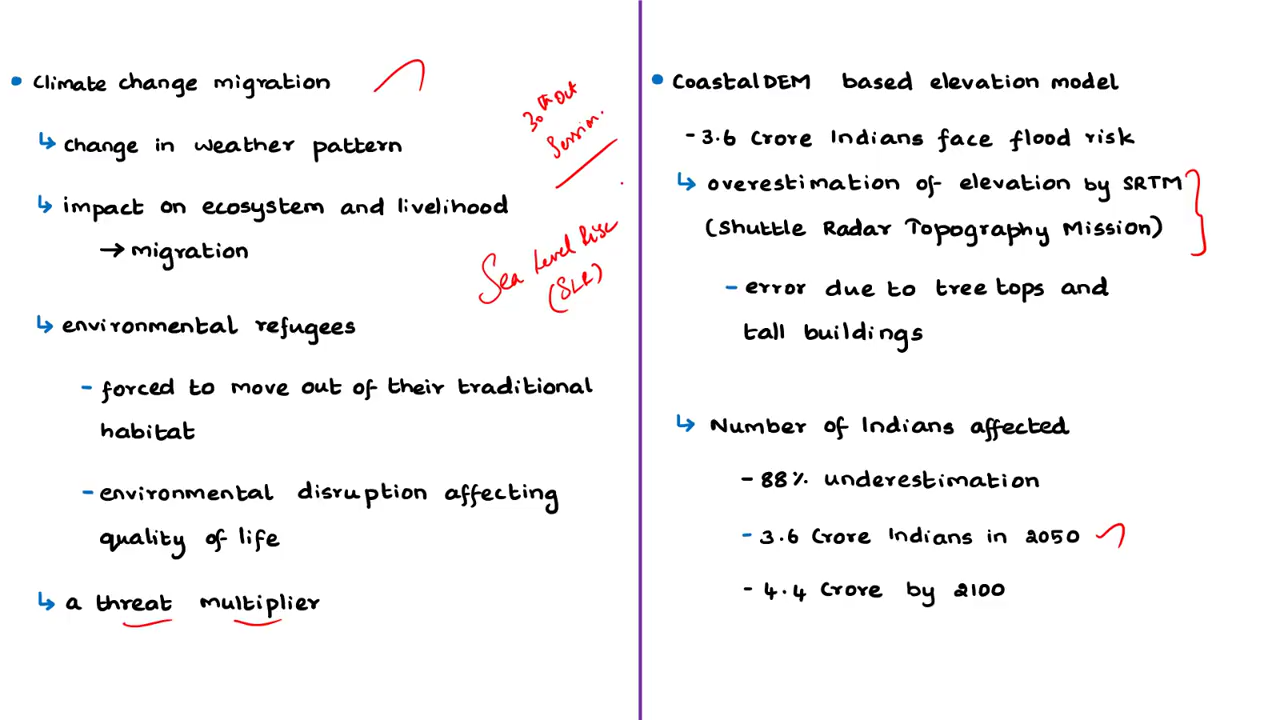 • Climate change migration
↳ change in weather pattern
↳ impact on ecosystem and livelihood
→ migration
↳ environmental refugees
- forced to move out of their traditional
habitat
- environmental disruption affecting
quality of life
↳ a threat multiplier
30th Oct
Session.
Sea Level Rise
(SLR)
• CoastalDEM based elevation model
- 3.6 Crore Indians face flood risk
↳ overestimation of elevation by SRTM
(Shuttle Radar Topography Mission)
- error due to tree tops and
tall buildings
↳ Number of Indians affected
- 88% underestimation
- 3.6 Crore Indians in 2050
- 4.4 Crore by 2100